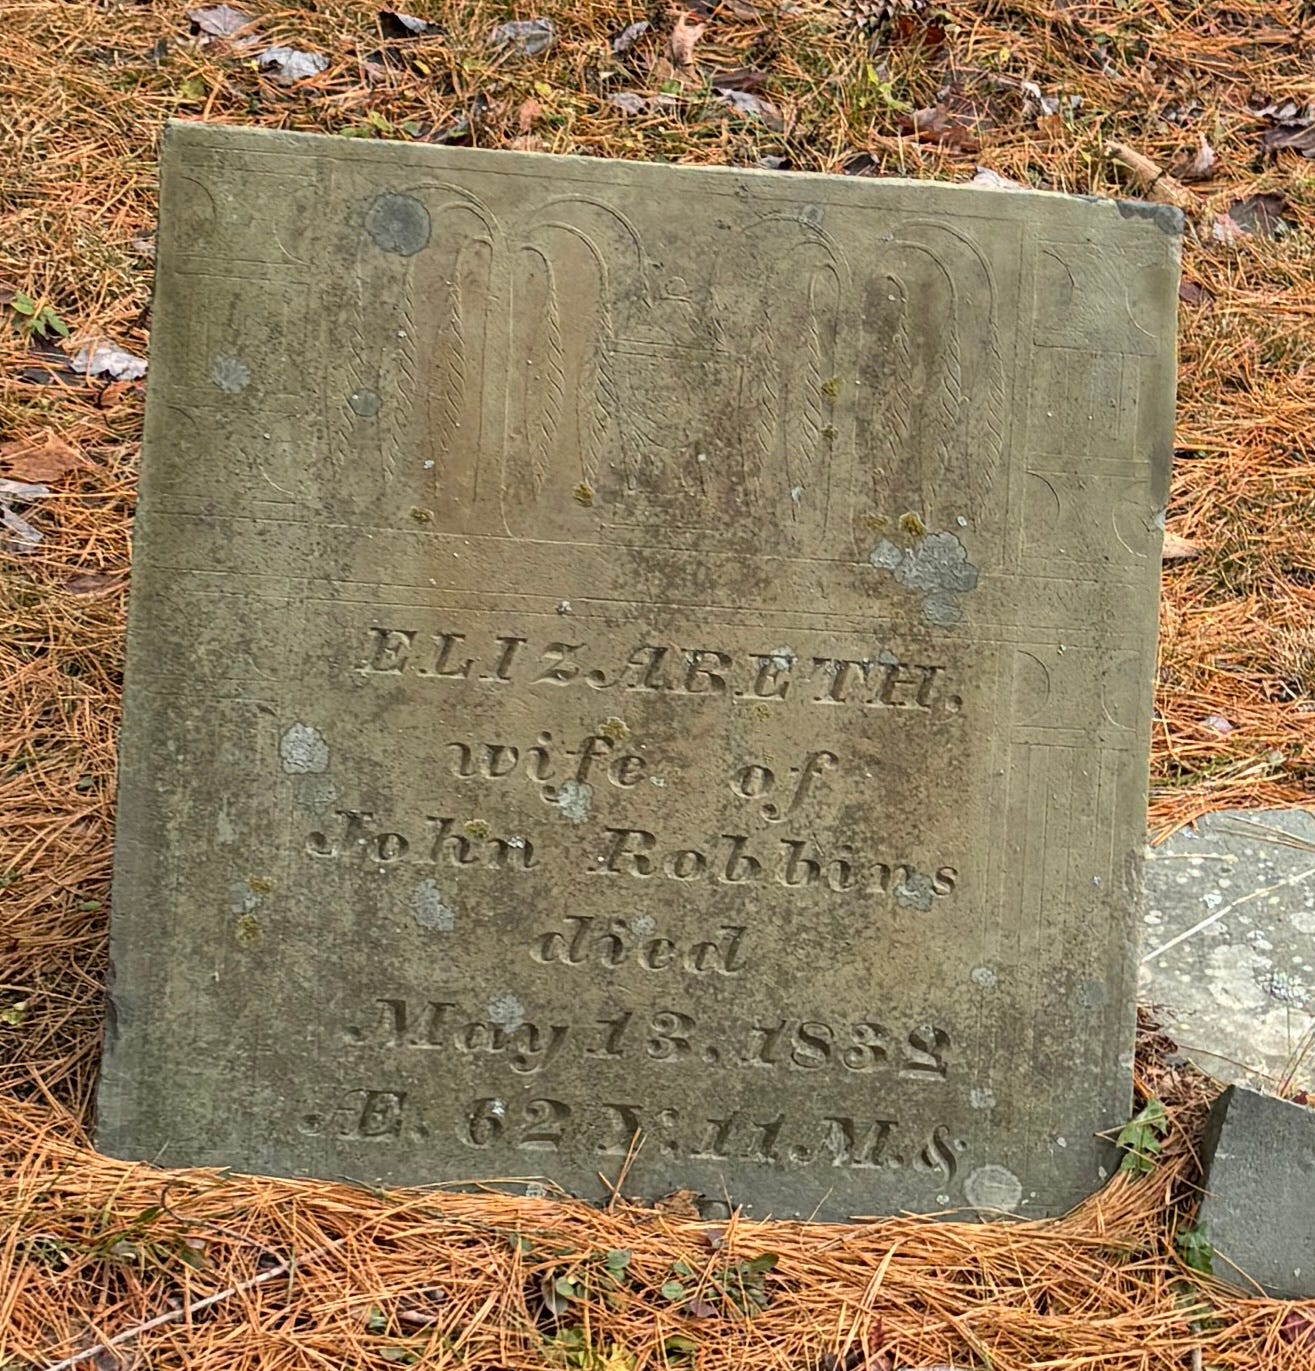 ELIZABETH,
wife of
John Robbins
died
May 13, 1832
Æ. 62 Y. 11 M. &